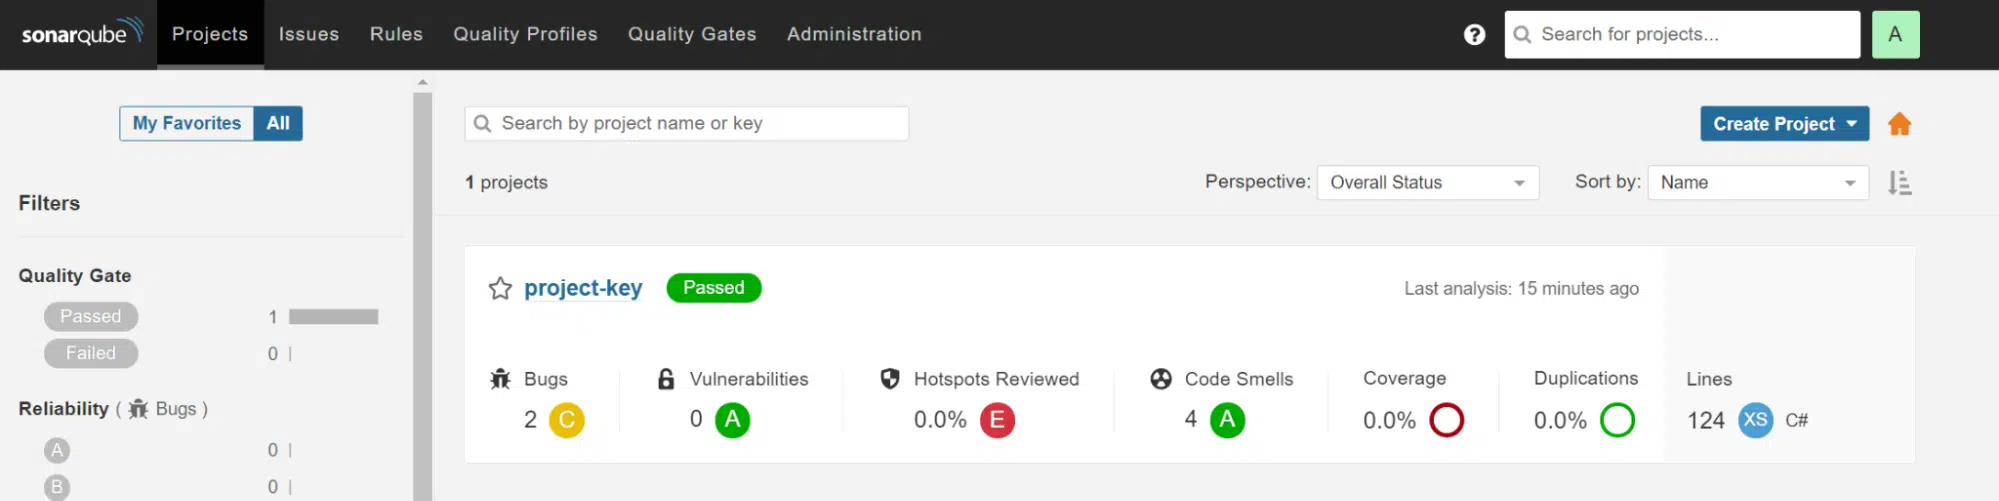 sonarqube Projects Issues Rules Quality Profiles Quality Gates Administration ? Search for projects... A
My Favorites All
Search by project name or key
Create Project
1 projects
Perspective: Overall Status
Sort by: Name
Filters
Quality Gate
Passed 1
Failed 0
Reliability ( Bugs )
A 0
B 0
project-key Passed
Last analysis: 15 minutes ago
Bugs
2 C
Vulnerabilities
0 A
Hotspots Reviewed
0.0% E
Code Smells
4 A
Coverage
0.0%
Duplications
0.0%
Lines
124 XS C#